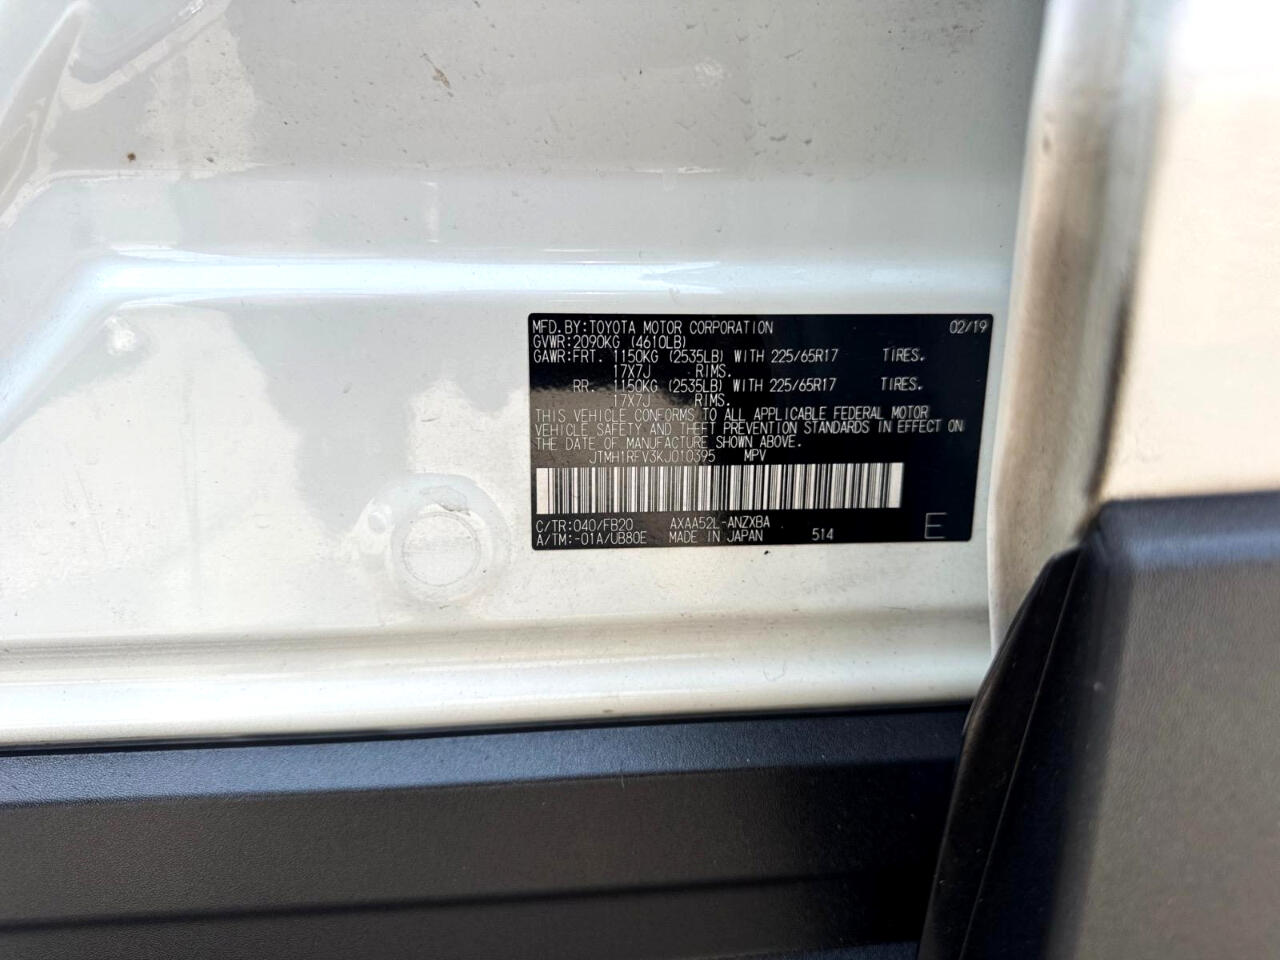 MFD.BY:TOYOTA MOTOR CORPORATION 02/19
GVWR:2090KG (4610LB)
GAWR:FRT. 1150KG (2535LB) WITH 225/65R17 TIRES.
17X7J RIMS.
RR. 1150KG (2535LB) WITH 225/65R17 TIRES.
17X7J RIMS.
THIS VEHICLE CONFORMS TO ALL APPLICABLE FEDERAL MOTOR
VEHICLE SAFETY AND THEFT PREVENTION STANDARDS IN EFFECT ON
THE DATE OF MANUFACTURE SHOWN ABOVE.
JTMH1RFV3KJ010395 MPV
C/TR:040/FB20 AXAA52L-ANZXBA
A/TM:-01A/UB80E MADE IN JAPAN 514 E